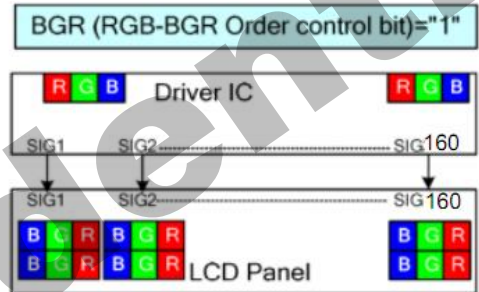 BGR (RGB-BGR Order control bit)="1"
R G B Driver IC R G B
SIG1 SIG2 SIG160
SIG1 SIG2 SIG160
B G R B G R B G R
B G R B G R LCD Panel B G R